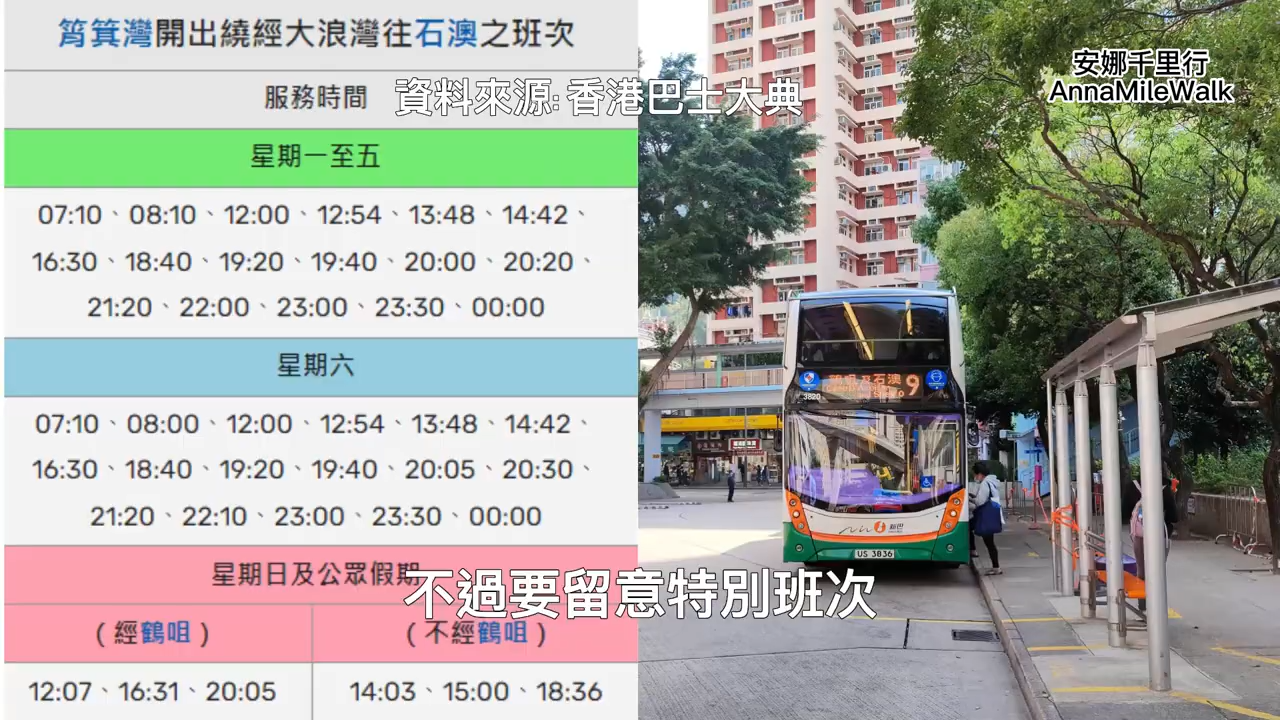 筲箕灣開出繞經大浪灣往石澳之班次
服務時間
資料來源:香港巴士大典
星期一至五
07:10、08:10、12:00、12:54、13:48、14:42、
16:30、18:40、19:20、19:40、20:00、20:20、
21:20、22:00、23:00、23:30、00:00
星期六
07:10、08:00、12:00、12:54、13:48、14:42、
16:30、18:40、19:20、19:40、20:05、20:30、
21:20、22:10、23:00、23:30、00:00
星期日及公眾假期
(經鶴咀)
(不經鶴咀)
12:07、16:31、20:05
14:03、15:00、18:36
安娜千里行
AnnaMileWalk
及石澳
9
3820
新巴
US 3836
不過要留意特別班次